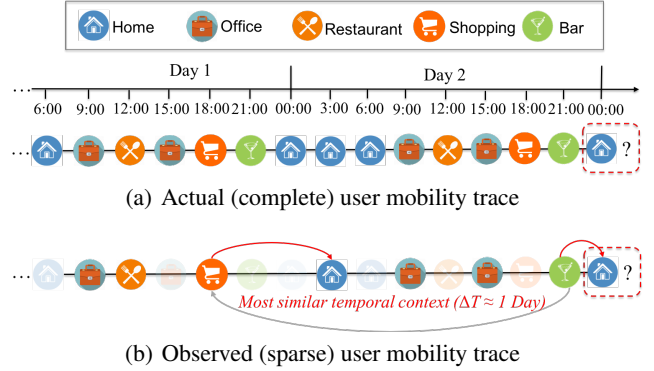 Home Office Restaurant Shopping Bar
Day 1 Day 2
...
6:00 9:00 12:00 15:00 18:00 21:00 00:00 3:00 6:00 9:00 12:00 15:00 18:00 21:00 00:00
... ?
(a) Actual (complete) user mobility trace
... ?
Most similar temporal context (ΔT ≈ 1 Day)
(b) Observed (sparse) user mobility trace